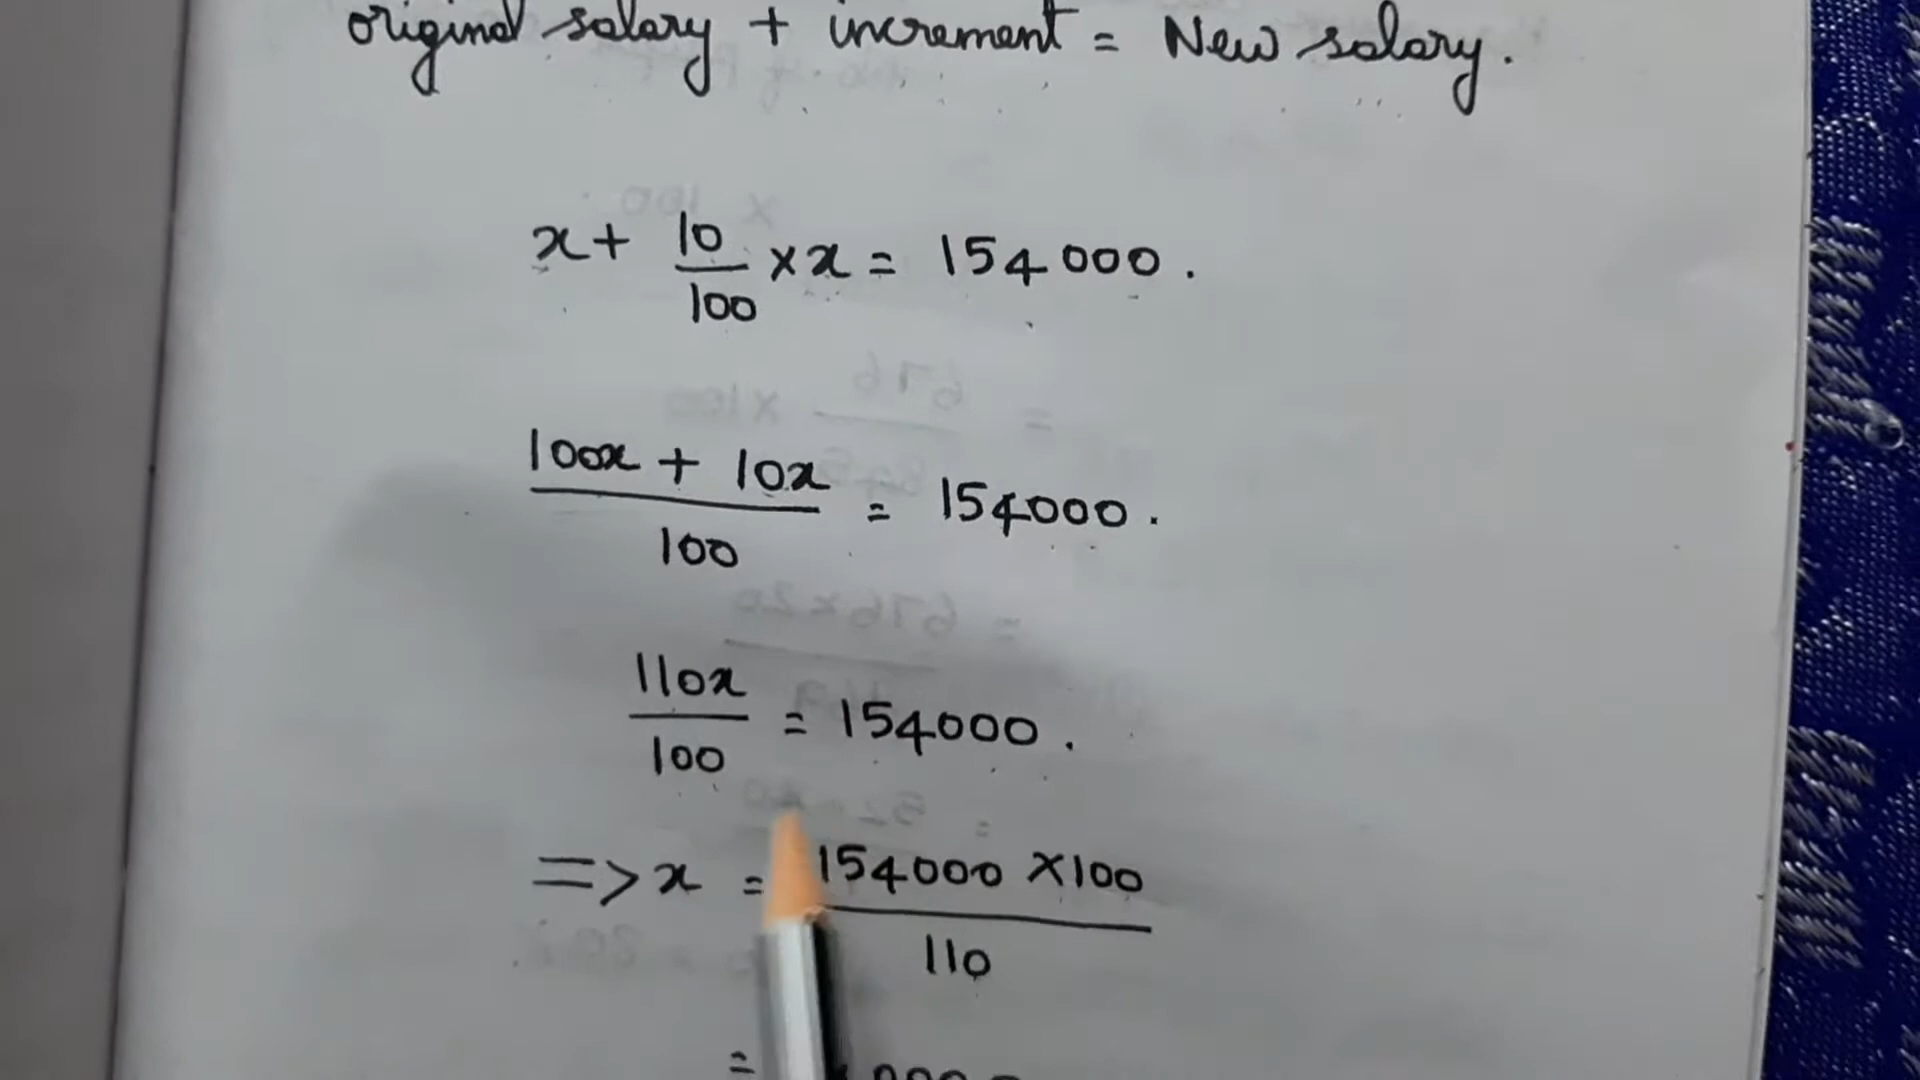 original salary + increment = New salary.
x + 10/100 × x = 154000.
100x + 10x / 100 = 154000.
110x / 100 = 154000.
=> x = 154000 × 100 / 110
=